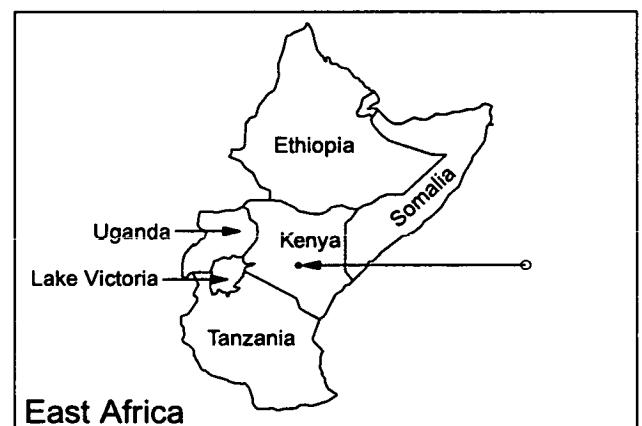 Ethiopia
Somalia
Uganda
Kenya
Lake Victoria
Tanzania
East Africa